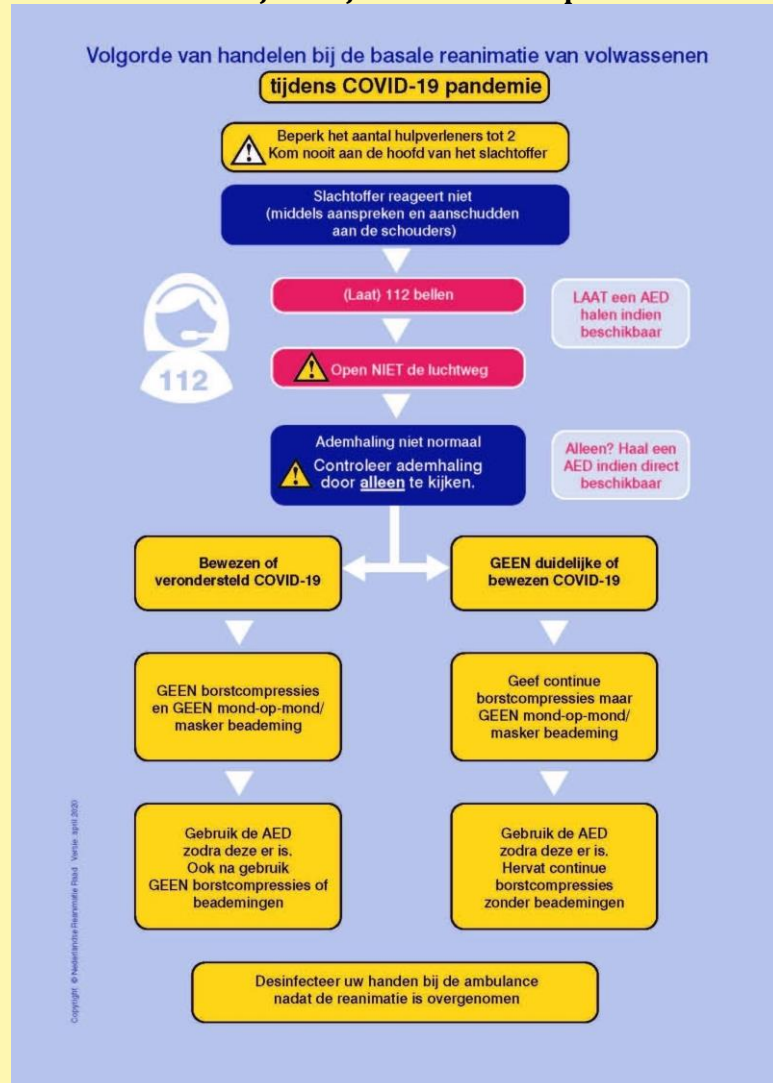 Volgorde van handelen bij de basale reanimatie van volwassenen
tijdens COVID-19 pandemie
Beperk het aantal hulpverleners tot 2
Kom nooit aan de hoofd van het slachtoffer
Slachtoffer reageert niet
(middels aanspreken en aanschudden
aan de schouders)
(Laat) 112 bellen
LAAT een AED
halen indien
beschikbaar
112
Open NIET de luchtweg
Ademhaling niet normaal
Controleer ademhaling
door alleen te kijken.
Alleen? Haal een
AED indien direct
beschikbaar
Bewezen of
verondersteld COVID-19
GEEN duidelijke of
bewezen COVID-19
GEEN borstcompressies
en GEEN mond-op-mond/
masker beademing
Geef continue
borstcompressies maar
GEEN mond-op-mond/
masker beademing
Gebruik de AED
zodra deze er is.
Ook na gebruik
GEEN borstcompressies of
beademingen
Gebruik de AED
zodra deze er is.
Hervat continue
borstcompressies
zonder beademingen
Desinfecteer uw handen bij de ambulance
nadat de reanimatie is overgenomen
Copyright © Nederlandse Reanimatie Raad Versie april 2020